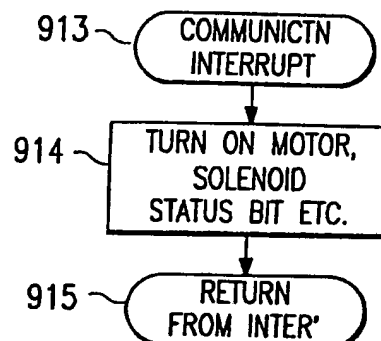 913
COMMUNICTN
INTERRUPT
914
TURN ON MOTOR,
SOLENOID
STATUS BIT ETC.
915
RETURN
FROM INTER'